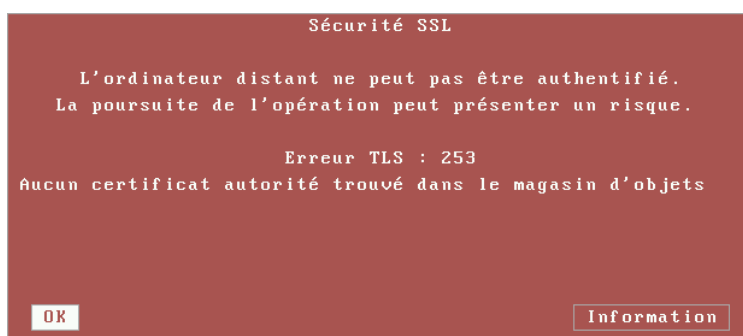 Sécurité SSL
L'ordinateur distant ne peut pas être authentifié.
La poursuite de l'opération peut présenter un risque.
Erreur TLS : 253
Aucun certificat autorité trouvé dans le magasin d'objets
OK
Information